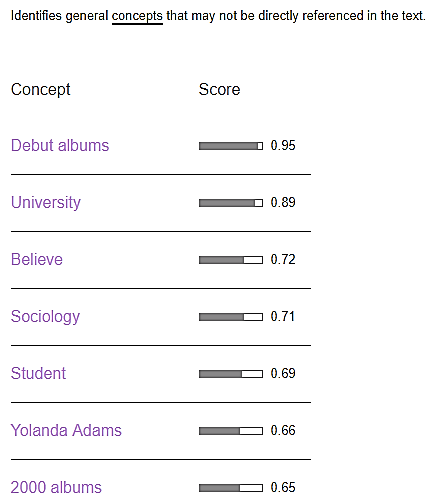 Identifies general concepts that may not be directly referenced in the text.
Concept Score
Debut albums 0.95
University 0.89
Believe 0.72
Sociology 0.71
Student 0.69
Yolanda Adams 0.66
2000 albums 0.65